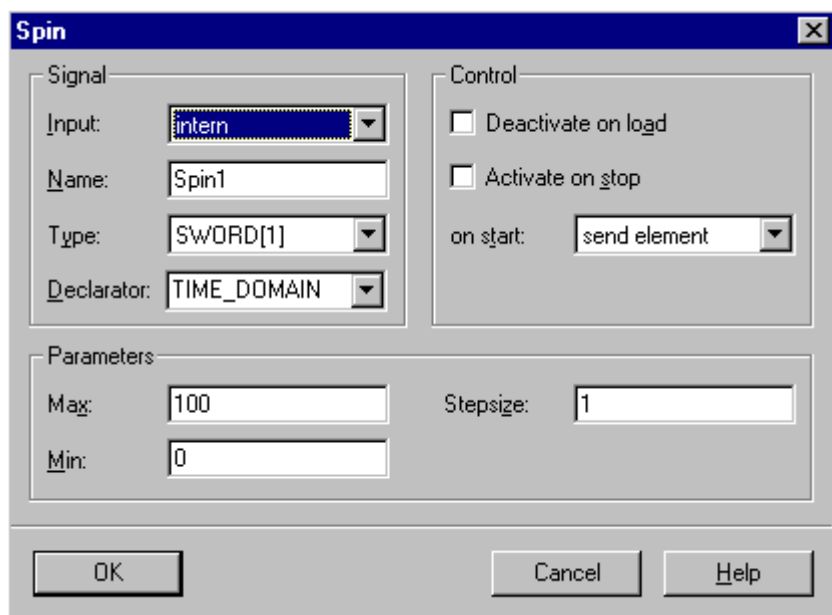 Spin
Signal
Input: intern
Name: Spin1
Type: SWORD[1]
Declarator: TIME_DOMAIN
Control
Deactivate on load
Activate on stop
on start: send element
Parameters
Max: 100 Stepsize: 1
Min: 0
OK Cancel Help